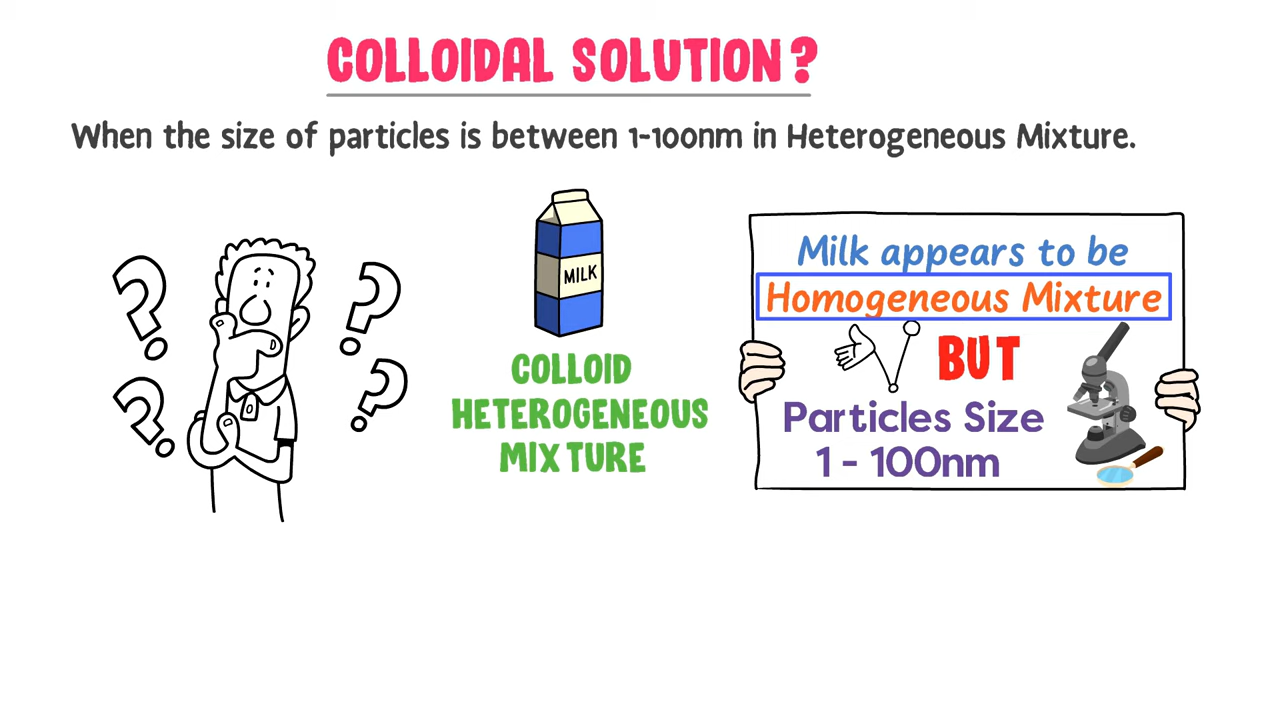 COLLOIDAL SOLUTION?
When the size of particles is between 1-100nm in Heterogeneous Mixture.
MILK
COLLOID
HETEROGENEOUS
MIXTURE
Milk appears to be
Homogeneous Mixture
BUT
Particles Size
1 - 100nm